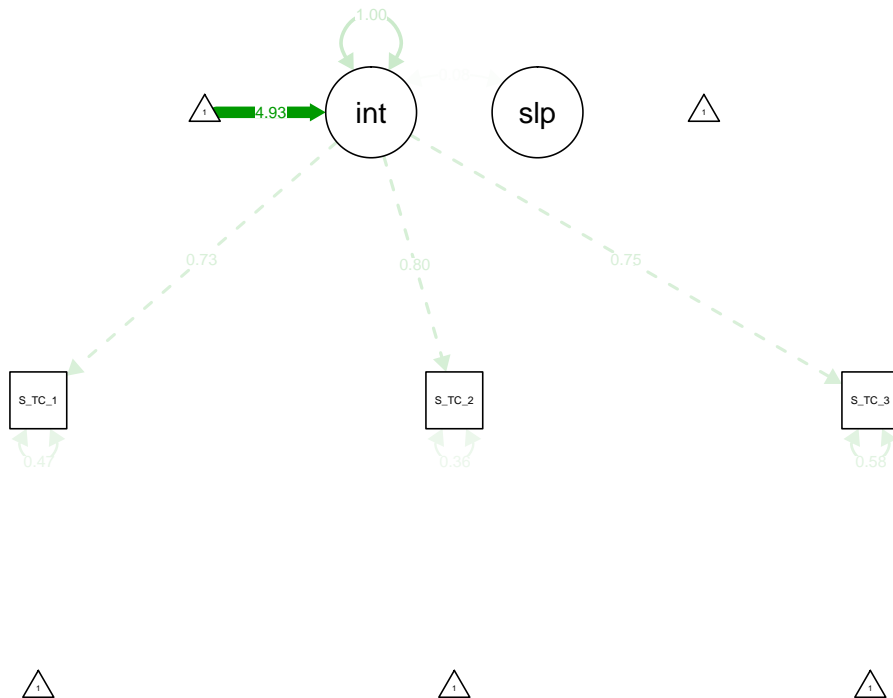 1.00
1
4.93
int
slp
1
0.73
0.80
0.75
S_TC_1
S_TC_2
S_TC_3
0.47
0.36
0.58
1
1
1